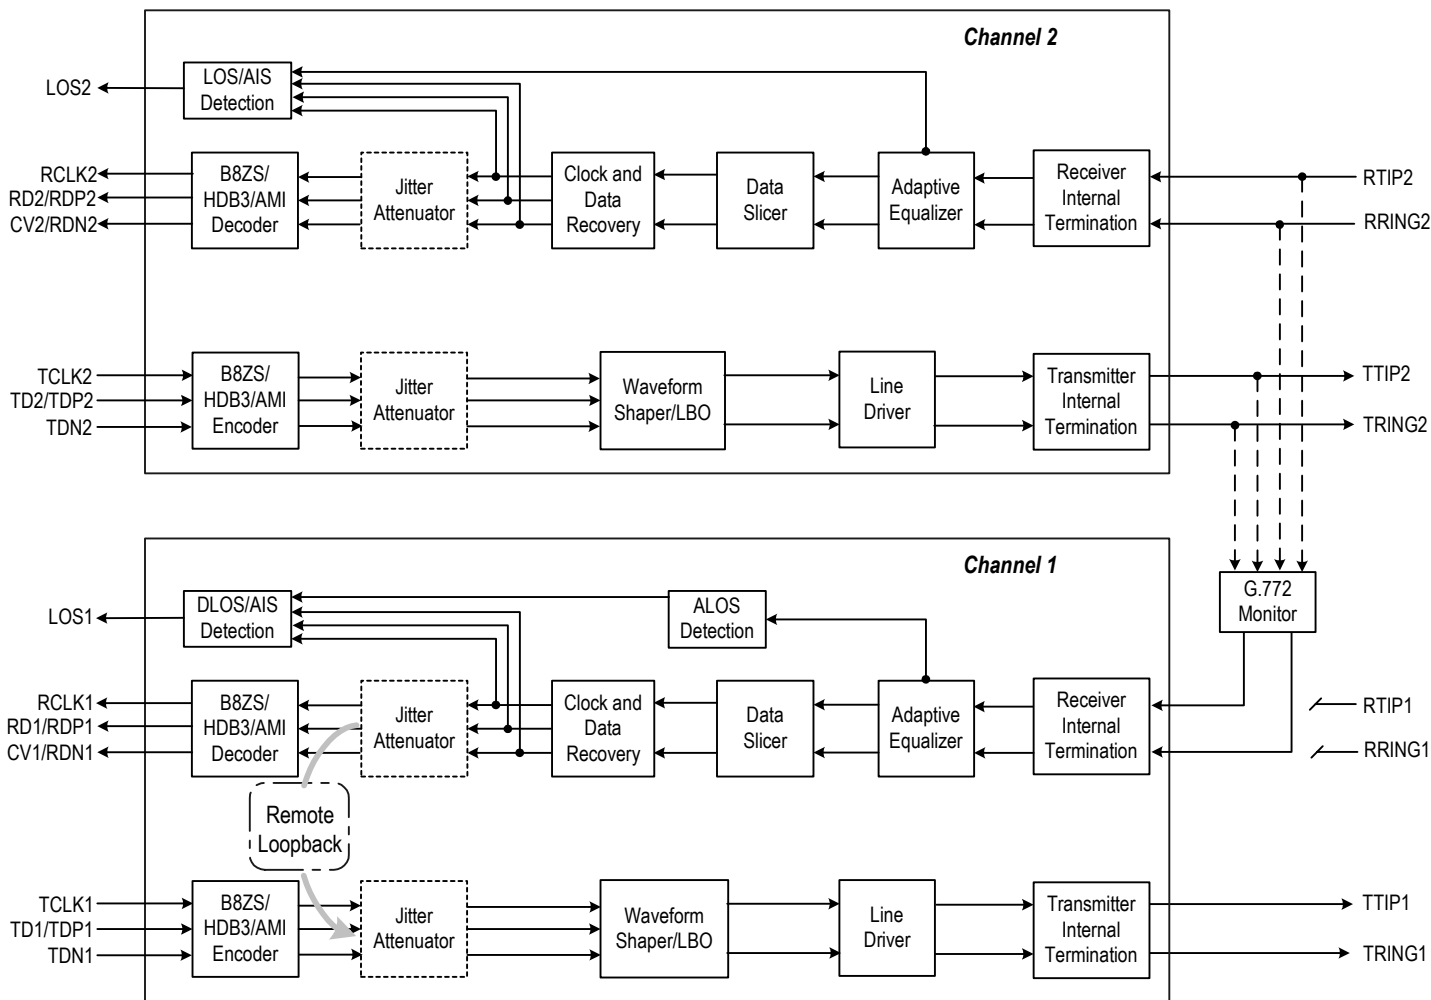 Channel 2
LOS2
LOS/AIS
Detection
RCLK2
RD2/RDP2
CV2/RDN2
B8ZS/
HDB3/AMI
Decoder
Jitter
Attenuator
Clock and
Data
Recovery
Data
Slicer
Adaptive
Equalizer
Receiver
Internal
Termination
RTIP2
RRING2
TCLK2
TD2/TDP2
TDN2
B8ZS/
HDB3/AMI
Encoder
Jitter
Attenuator
Waveform
Shaper/LBO
Line
Driver
Transmitter
Internal
Termination
TTIP2
TRING2
Channel 1
G.772
Monitor
LOS1
DLOS/AIS
Detection
ALOS
Detection
RCLK1
RD1/RDP1
CV1/RDN1
B8ZS/
HDB3/AMI
Decoder
Jitter
Attenuator
Clock and
Data
Recovery
Data
Slicer
Adaptive
Equalizer
Receiver
Internal
Termination
RTIP1
RRING1
Remote
Loopback
TCLK1
TD1/TDP1
TDN1
B8ZS/
HDB3/AMI
Encoder
Jitter
Attenuator
Waveform
Shaper/LBO
Line
Driver
Transmitter
Internal
Termination
TTIP1
TRING1